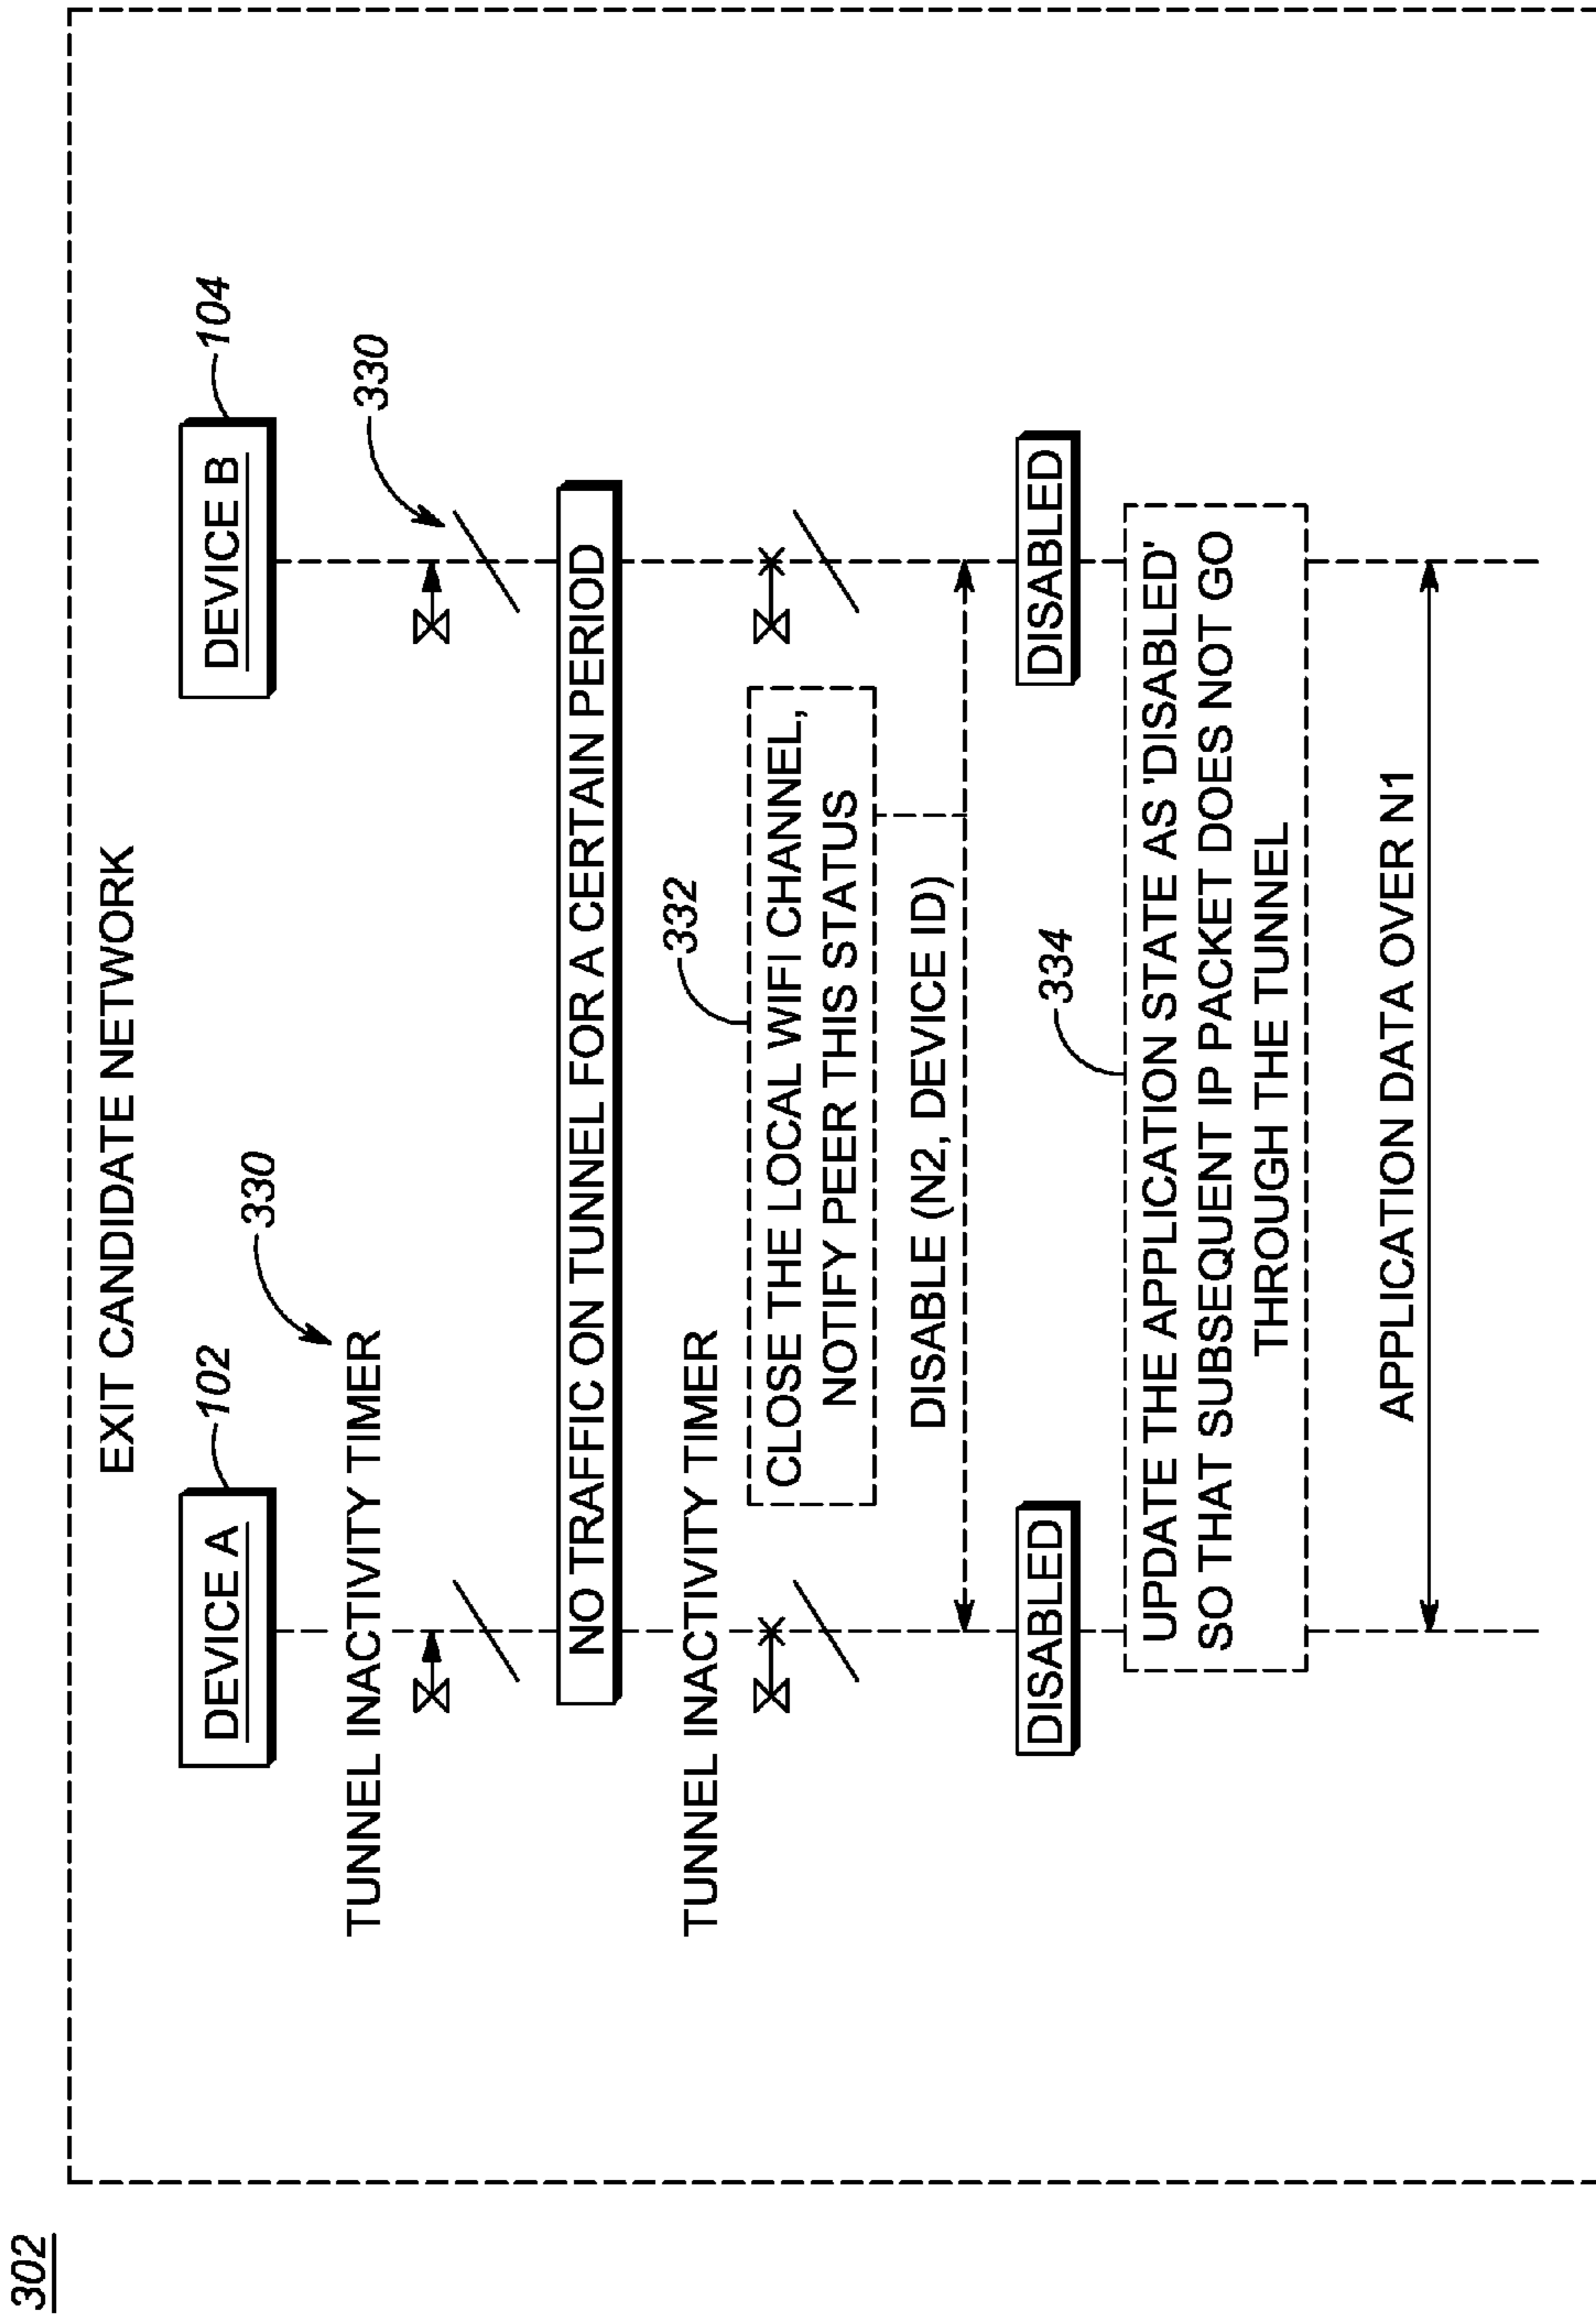 302
EXIT CANDIDATE NETWORK
DEVICE A
102
DEVICE B
104
TUNNEL INACTIVITY TIMER
330
330
NO TRAFFIC ON TUNNEL FOR A CERTAIN PERIOD
TUNNEL INACTIVITY TIMER
332
CLOSE THE LOCAL WIFI CHANNEL,
NOTIFY PEER THIS STATUS
DISABLE (N2, DEVICE ID)
DISABLED
DISABLED
334
UPDATE THE APPLICATION STATE AS 'DISABLED'
SO THAT SUBSEQUENT IP PACKET DOES NOT GO
THROUGH THE TUNNEL
APPLICATION DATA OVER N1